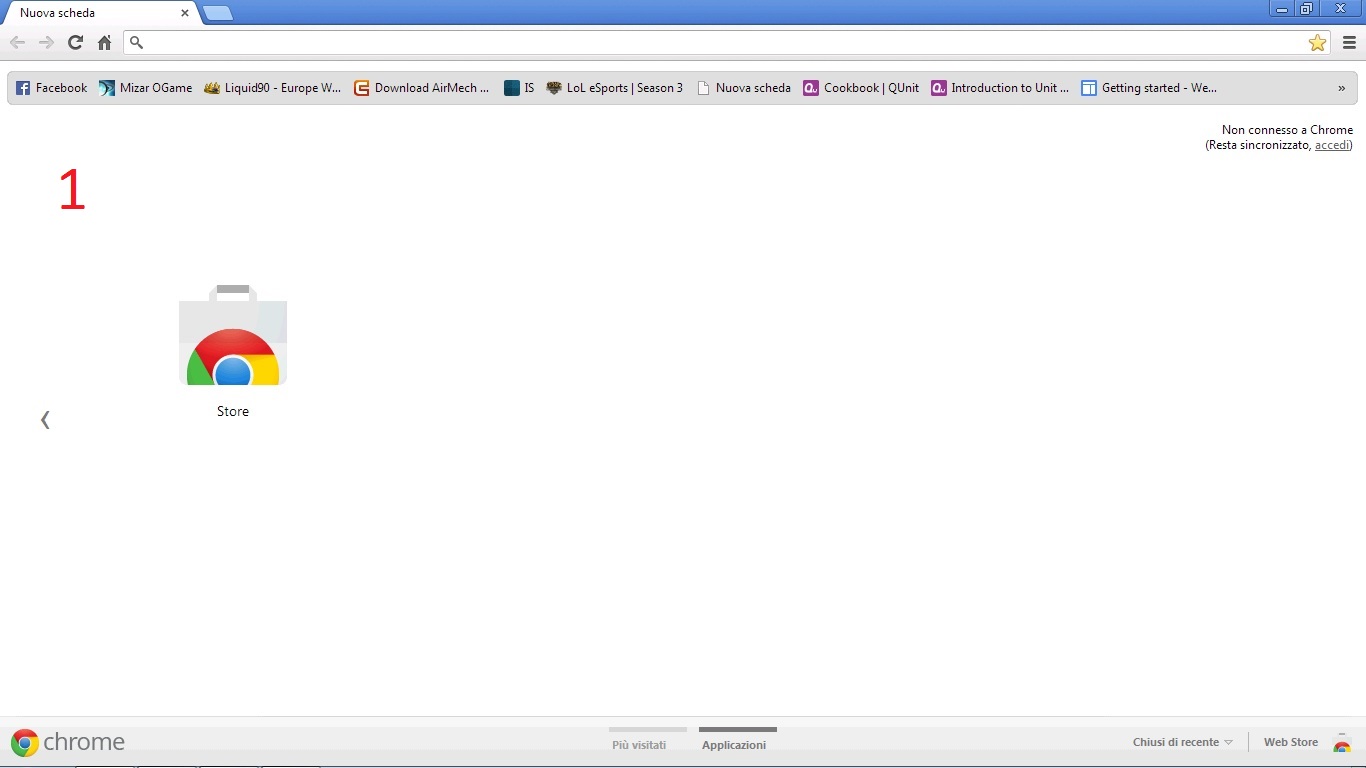 Nuova scheda
Facebook Mizar OGame Liquid90 - Europe W... Download AirMech ... IS LoL eSports | Season 3 Nuova scheda Cookbook | QUnit Introduction to Unit ... Getting started - We... »
Non connesso a Chrome
(Resta sincronizzato, accedi)
1
Store
chrome Più visitati Applicazioni Chiusi di recente Web Store